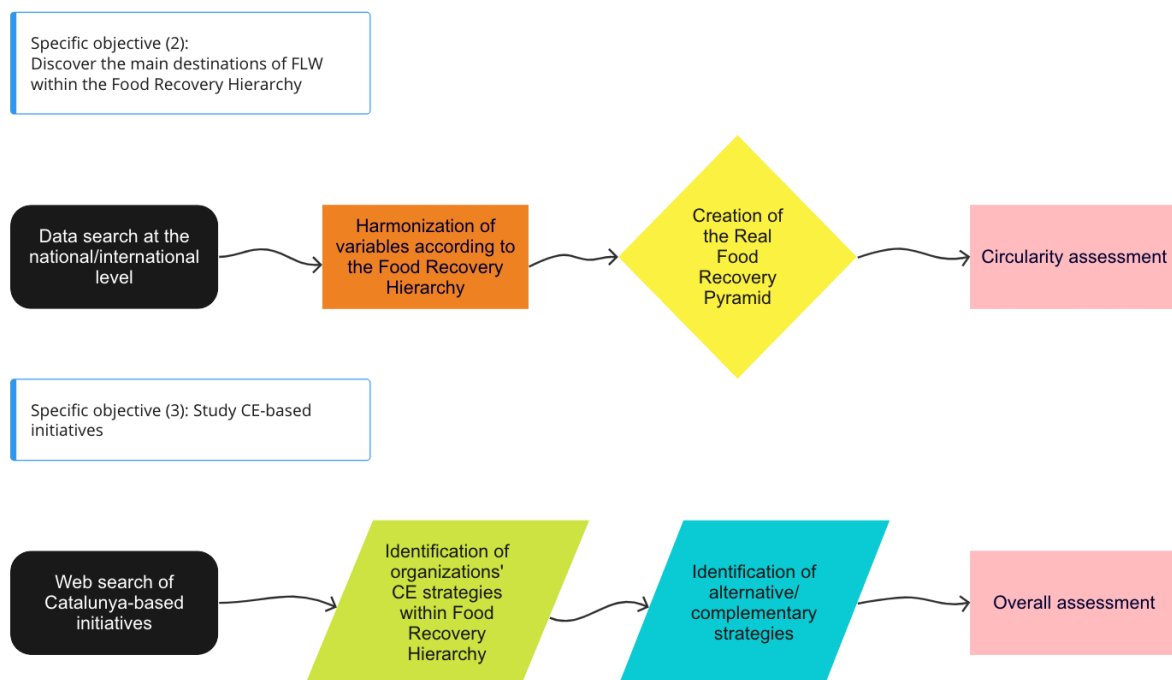 Specific objective (2):
Discover the main destinations of FLW
within the Food Recovery Hierarchy
Data search at the
national/international
level
Harmonization of
variables according to
the Food Recovery
Hierarchy
Creation of
the Real
Food
Recovery
Pyramid
Circularity assessment
Specific objective (3): Study CE-based
initiatives
Web search of
Catalunya-based
initiatives
Identification of
organizations'
CE strategies
within Food
Recovery
Hierarchy
Identification of
alternative/
complementary
strategies
Overall assessment